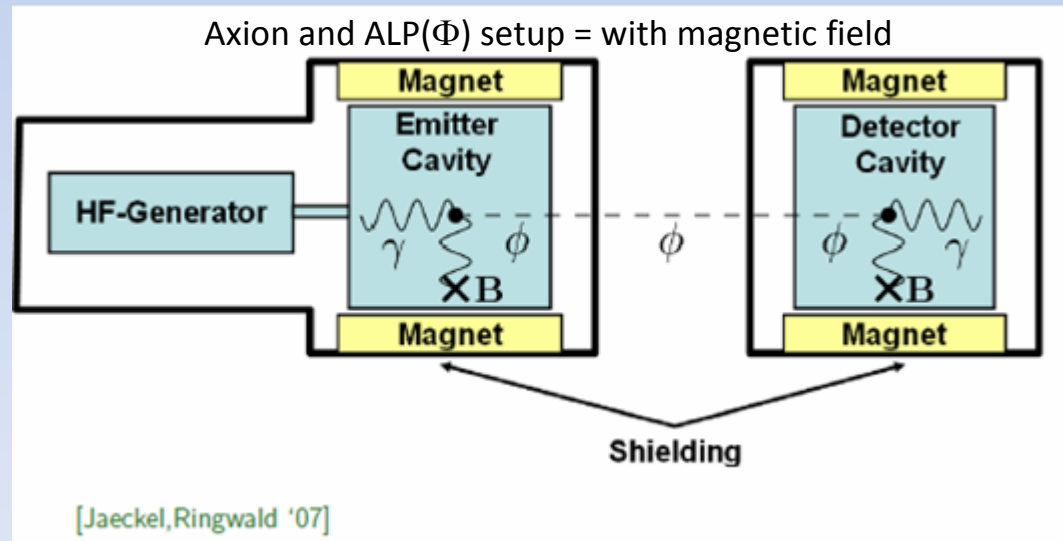 Axion and ALP(Φ) setup = with magnetic field
Magnet
Magnet
Emitter
Cavity
Detector
Cavity
HF-Generator
γ
ϕ
ϕ
ϕ
γ
B
B
Magnet
Magnet
Shielding
[Jaeckel,Ringwald '07]